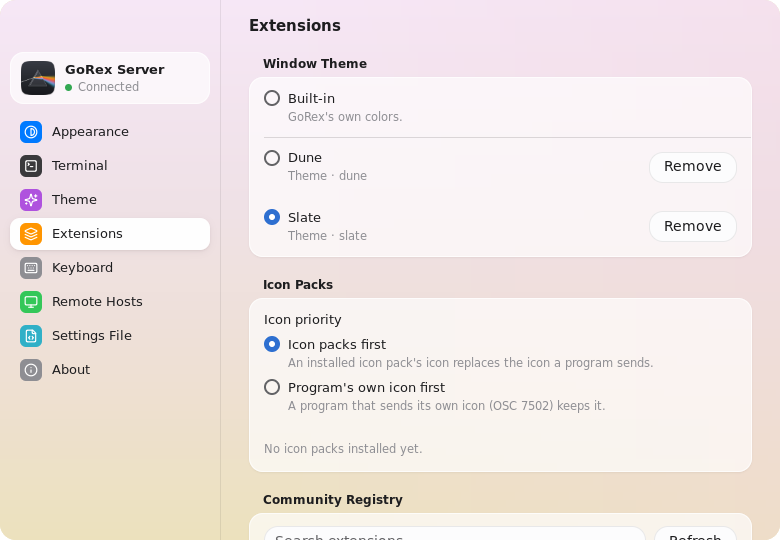 Extensions
GoRex Server
Connected
Appearance
Terminal
Theme
Extensions
Keyboard
Remote Hosts
Settings File
About
Window Theme
Built-in
GoRex's own colors.
Dune
Theme · dune
Remove
Slate
Theme · slate
Remove
Icon Packs
Icon priority
Icon packs first
An installed icon pack's icon replaces the icon a program sends.
Program's own icon first
A program that sends its own icon (OSC 7502) keeps it.
No icon packs installed yet.
Community Registry
Search extensions
Refresh